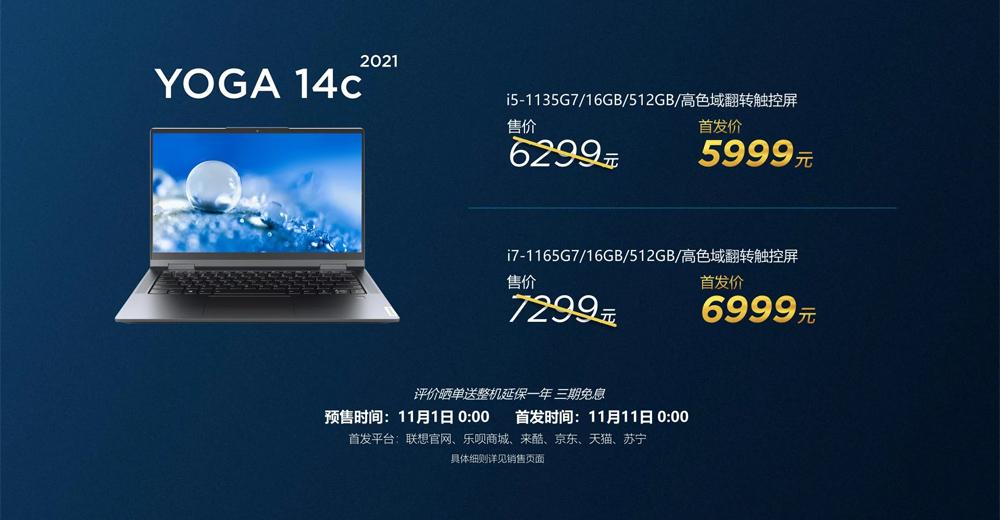 YOGA 14c 2021
i5-1135G7/16GB/512GB/高色域翻转触控屏
售价 首发价
6299元 5999元
i7-1165G7/16GB/512GB/高色域翻转触控屏
售价 首发价
7299元 6999元
评价晒单送整机延保一年 三期免息
预售时间：11月1日 0:00 首发时间：11月11日 0:00
首发平台：联想官网、乐呗商城、来酷、京东、天猫、苏宁
具体细则详见销售页面